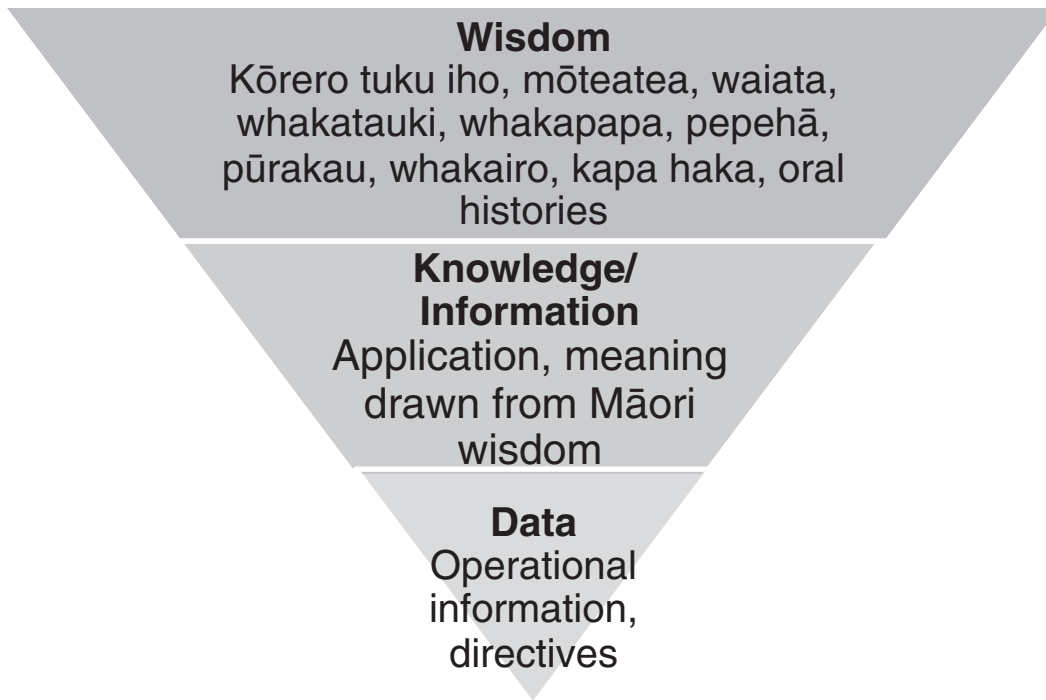 Wisdom
Kōrero tuku iho, mōteatea, waiata,
whakatauki, whakapapa, pepehā,
pūrakau, whakairo, kapa haka, oral
histories
Knowledge/
Information
Application, meaning
drawn from Māori
wisdom
Data
Operational
information,
directives